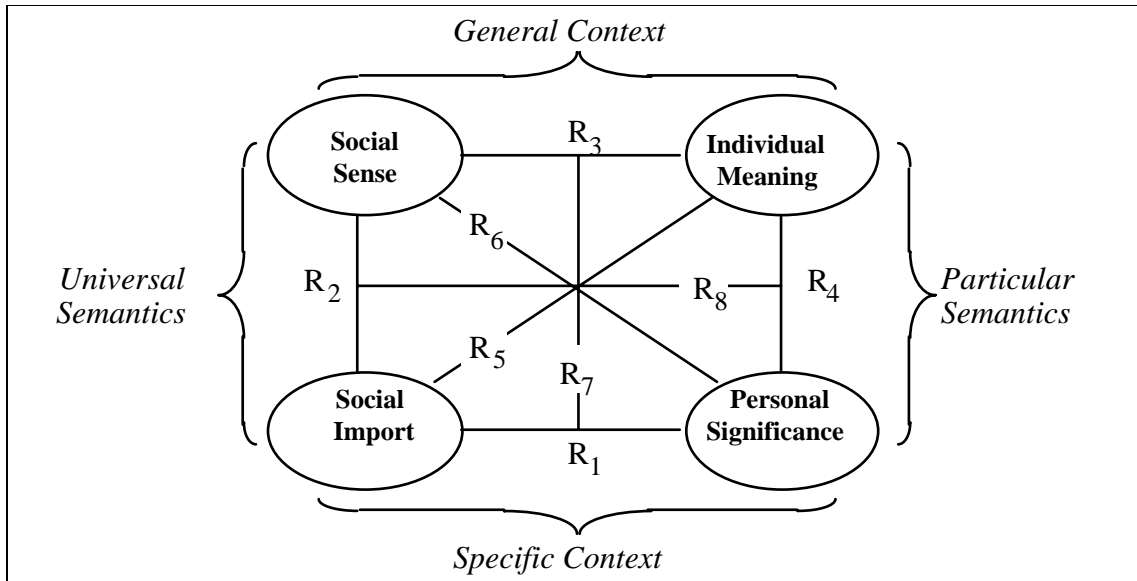 General Context
Social
Sense
R3
Individual
Meaning
R6
Universal
Semantics
R2
R8
R4
Particular
Semantics
R5
R7
Social
Import
Personal
Significance
R1
Specific Context